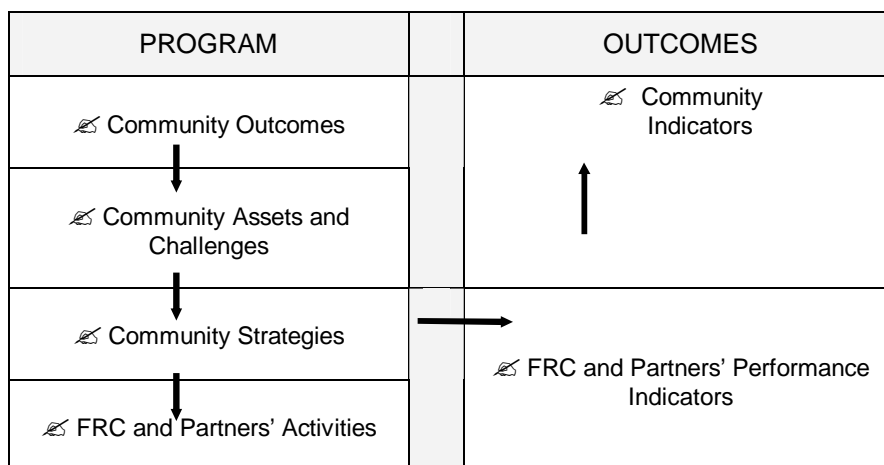 PROGRAM
OUTCOMES
✍ Community Outcomes
✍ Community Assets and
Challenges
✍ Community Strategies
✍ FRC and Partners’ Activities
✍ Community
Indicators
✍ FRC and Partners’ Performance
Indicators